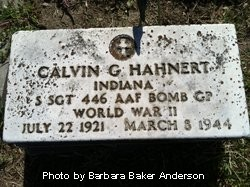 CALVIN G HAHNERT
INDIANA
S SGT 446 AAF BOMB GP
WORLD WAR II
JULY 22 1921 MARCH 8 1944
Photo by Barbara Baker Anderson